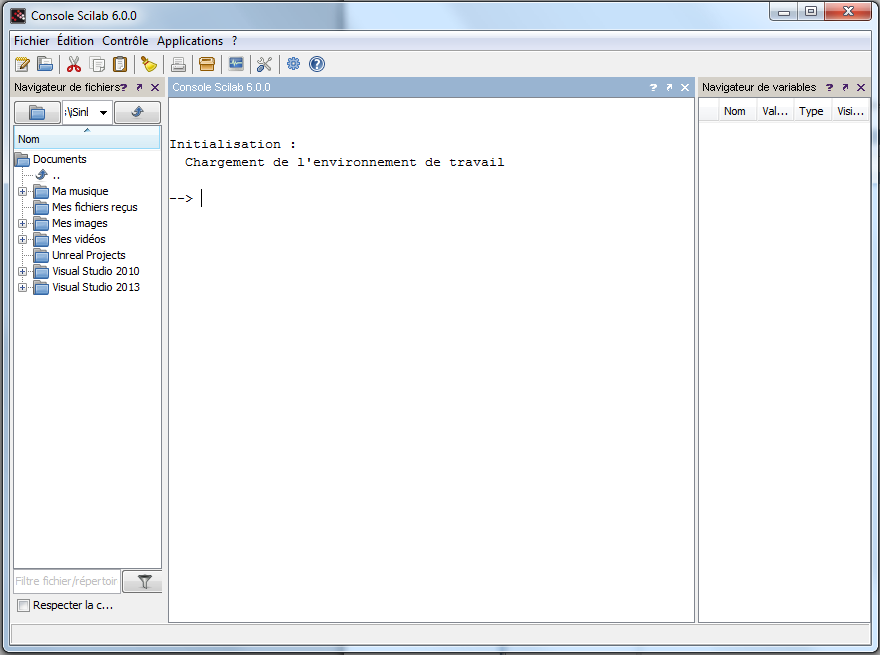 Console Scilab 6.0.0
Fichier Édition Contrôle Applications ?
Navigateur de fichiers ?
:\jSinl
Nom
Documents
..
Ma musique
Mes fichiers reçus
Mes images
Mes vidéos
Unreal Projects
Visual Studio 2010
Visual Studio 2013
Filtre fichier/répertoir
Respecter la c...
Console Scilab 6.0.0 ?
Initialisation :
Chargement de l'environnement de travail
-->
Navigateur de variables ?
Nom Val... Type Visi...